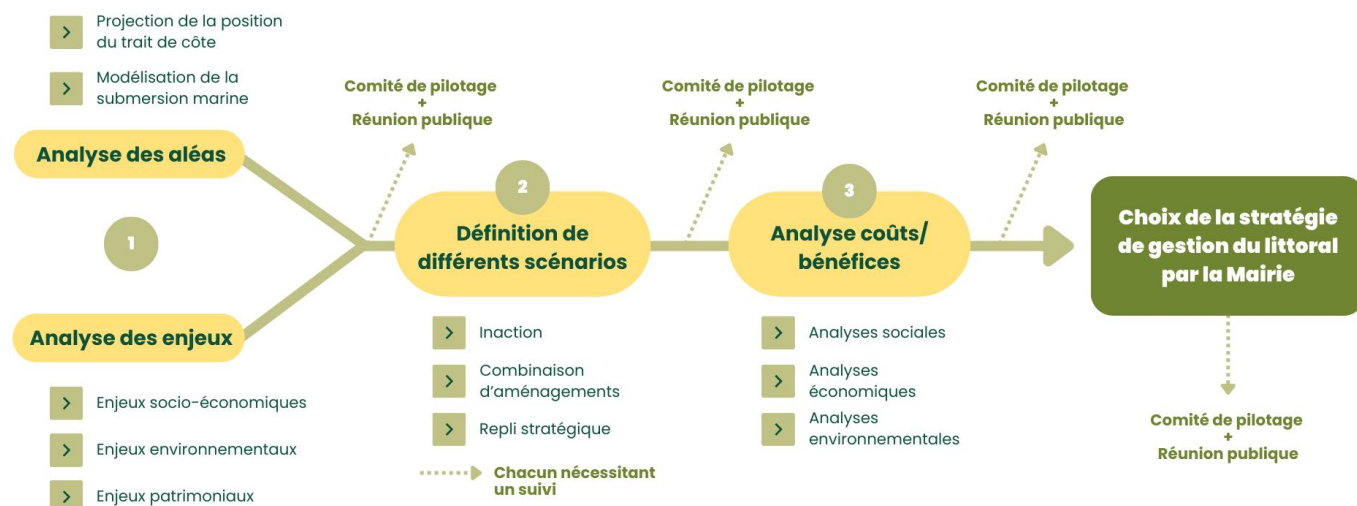 Projection de la position
du trait de côte
Modélisation de la
submersion marine
Analyse des aléas
1
Analyse des enjeux
Enjeux socio-économiques
Enjeux environnementaux
Enjeux patrimoniaux
Comité de pilotage
+
Réunion publique
2
Définition de
différents scénarios
Inaction
Combinaison
d’aménagements
Repli stratégique
Chacun nécessitant
un suivi
Comité de pilotage
+
Réunion publique
3
Analyse coûts/
bénéfices
Analyses sociales
Analyses
économiques
Analyses
environnementales
Comité de pilotage
+
Réunion publique
Choix de la stratégie
de gestion du littoral
par la Mairie
Comité de pilotage
+
Réunion publique